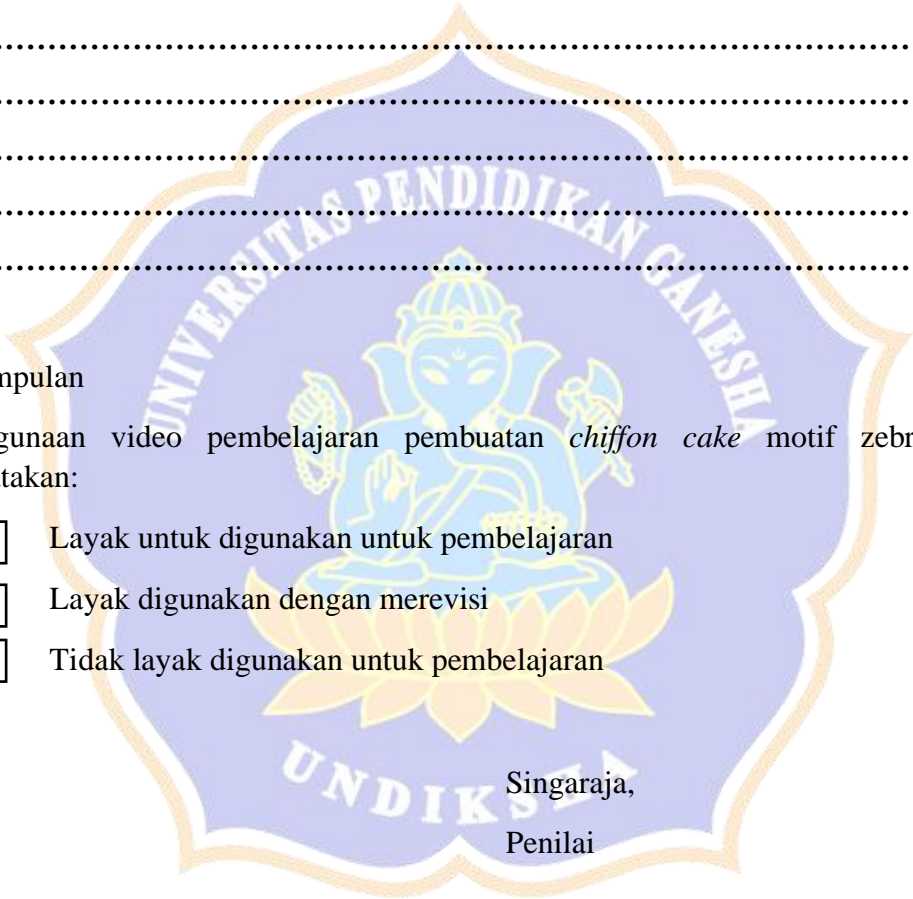 ................................................................................
................................................................................
................................................................................
................................................................................
................................................................................
UNIVERSITAS PENDIDIKAN GANESHA
mpulan
gunaan video pembelajaran pembuatan chiffon cake motif zebr
takan:
Layak untuk digunakan untuk pembelajaran
Layak digunakan dengan merevisi
Tidak layak digunakan untuk pembelajaran
UNDIKSHA
Singaraja,
Penilai